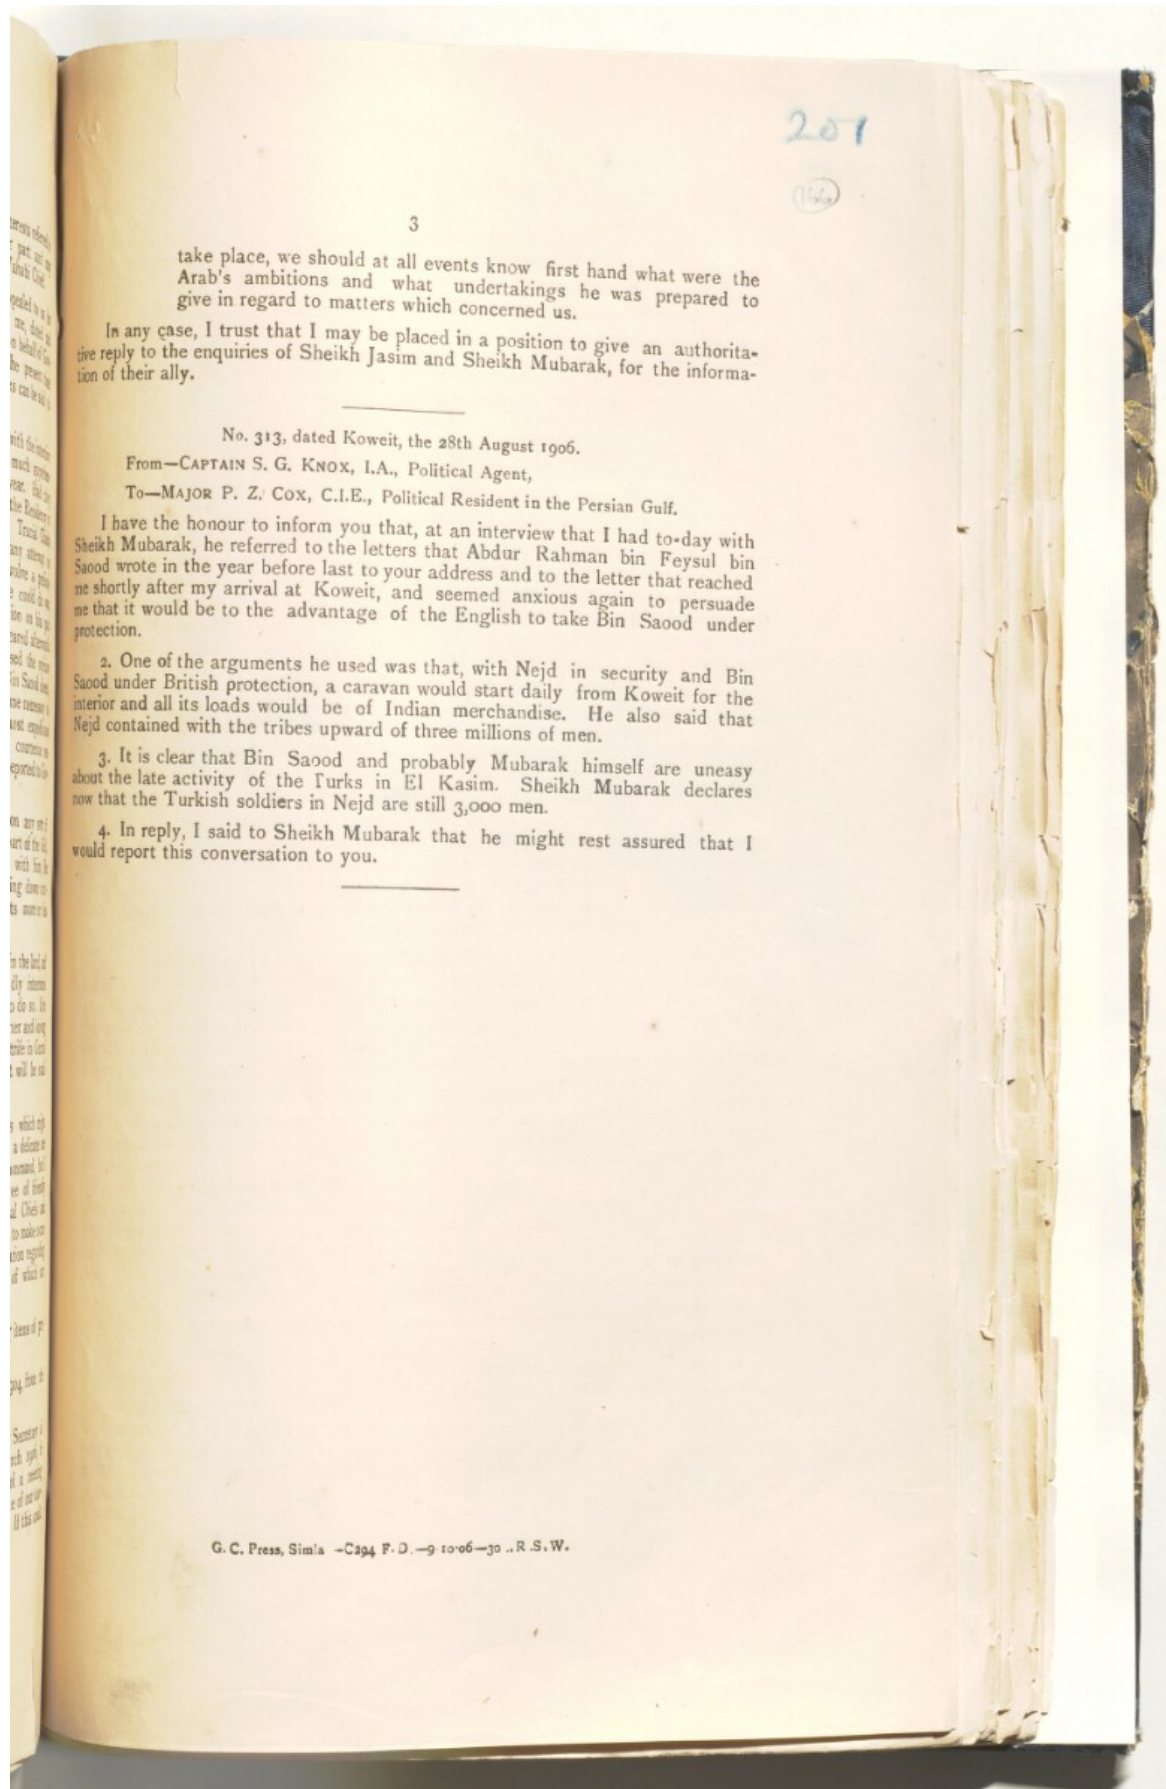 201
3
take place, we should at all events know first hand what were the
Arab's ambitions and what undertakings he was prepared to
give in regard to matters which concerned us.
In any case, I trust that I may be placed in a position to give an authorita-
tive reply to the enquiries of Sheikh Jasim and Sheikh Mubarak, for the informa-
tion of their ally.
No. 313, dated Koweit, the 28th August 1906.
From—CAPTAIN S. G. KNOX, I.A., Political Agent,
To—MAJOR P. Z. COX, C.I.E., Political Resident in the Persian Gulf.
I have the honour to inform you that, at an interview that I had to-day with
Sheikh Mubarak, he referred to the letters that Abdur Rahman bin Feysul bin
Saood wrote in the year before last to your address and to the letter that reached
me shortly after my arrival at Koweit, and seemed anxious again to persuade
me that it would be to the advantage of the English to take Bin Saood under
protection.
2. One of the arguments he used was that, with Nejd in security and Bin
Saood under British protection, a caravan would start daily from Koweit for the
interior and all its loads would be of Indian merchandise. He also said that
Nejd contained with the tribes upward of three millions of men.
3. It is clear that Bin Saood and probably Mubarak himself are uneasy
about the late activity of the Turks in El Kasim. Sheikh Mubarak declares
now that the Turkish soldiers in Nejd are still 3,000 men.
4. In reply, I said to Sheikh Mubarak that he might rest assured that I
would report this conversation to you.
G. C. Press, Simla —C294 F. D.—9-10-06—30 ..R.S.W.